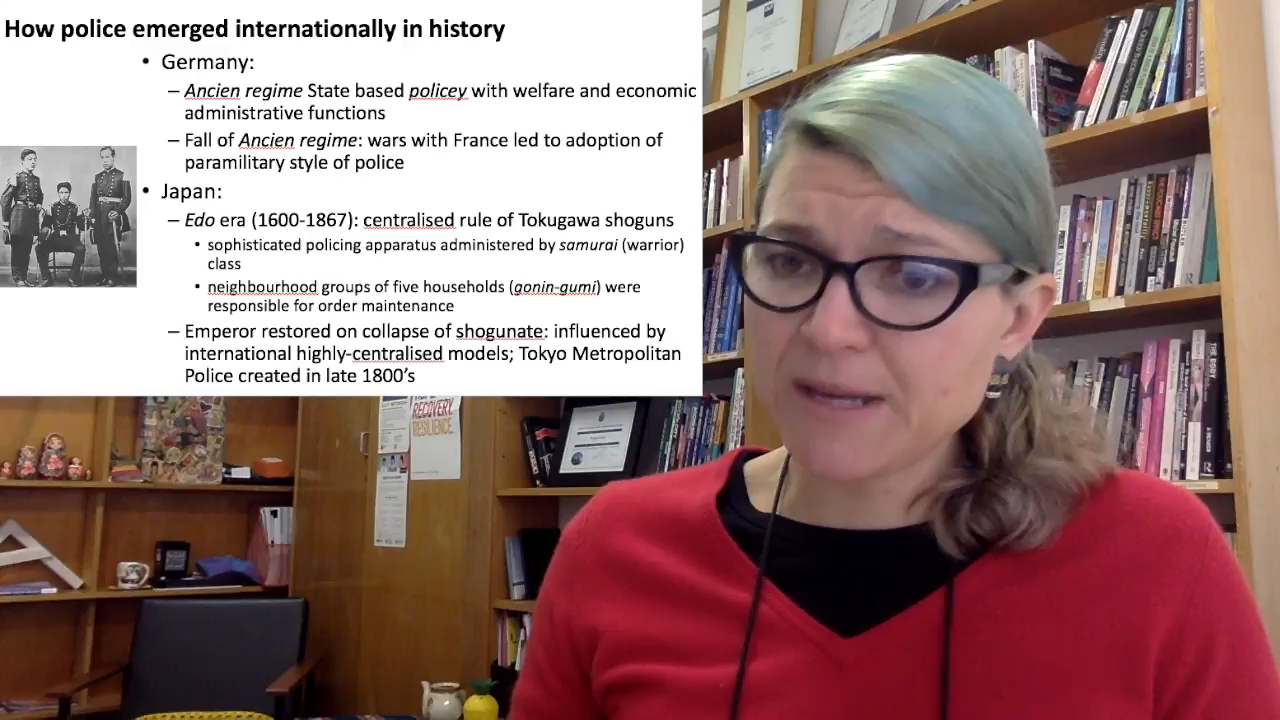 How police emerged internationally in history
• Germany:
– Ancien regime State based policey with welfare and economic
administrative functions
– Fall of Ancien regime: wars with France led to adoption of
paramilitary style of police
• Japan:
– Edo era (1600-1867): centralised rule of Tokugawa shoguns
• sophisticated policing apparatus administered by samurai (warrior)
class
• neighbourhood groups of five households (gonin-gumi) were
responsible for order maintenance
– Emperor restored on collapse of shogunate: influenced by
international highly-centralised models; Tokyo Metropolitan
Police created in late 1800's
RECOVERY.
RESILIENCE.